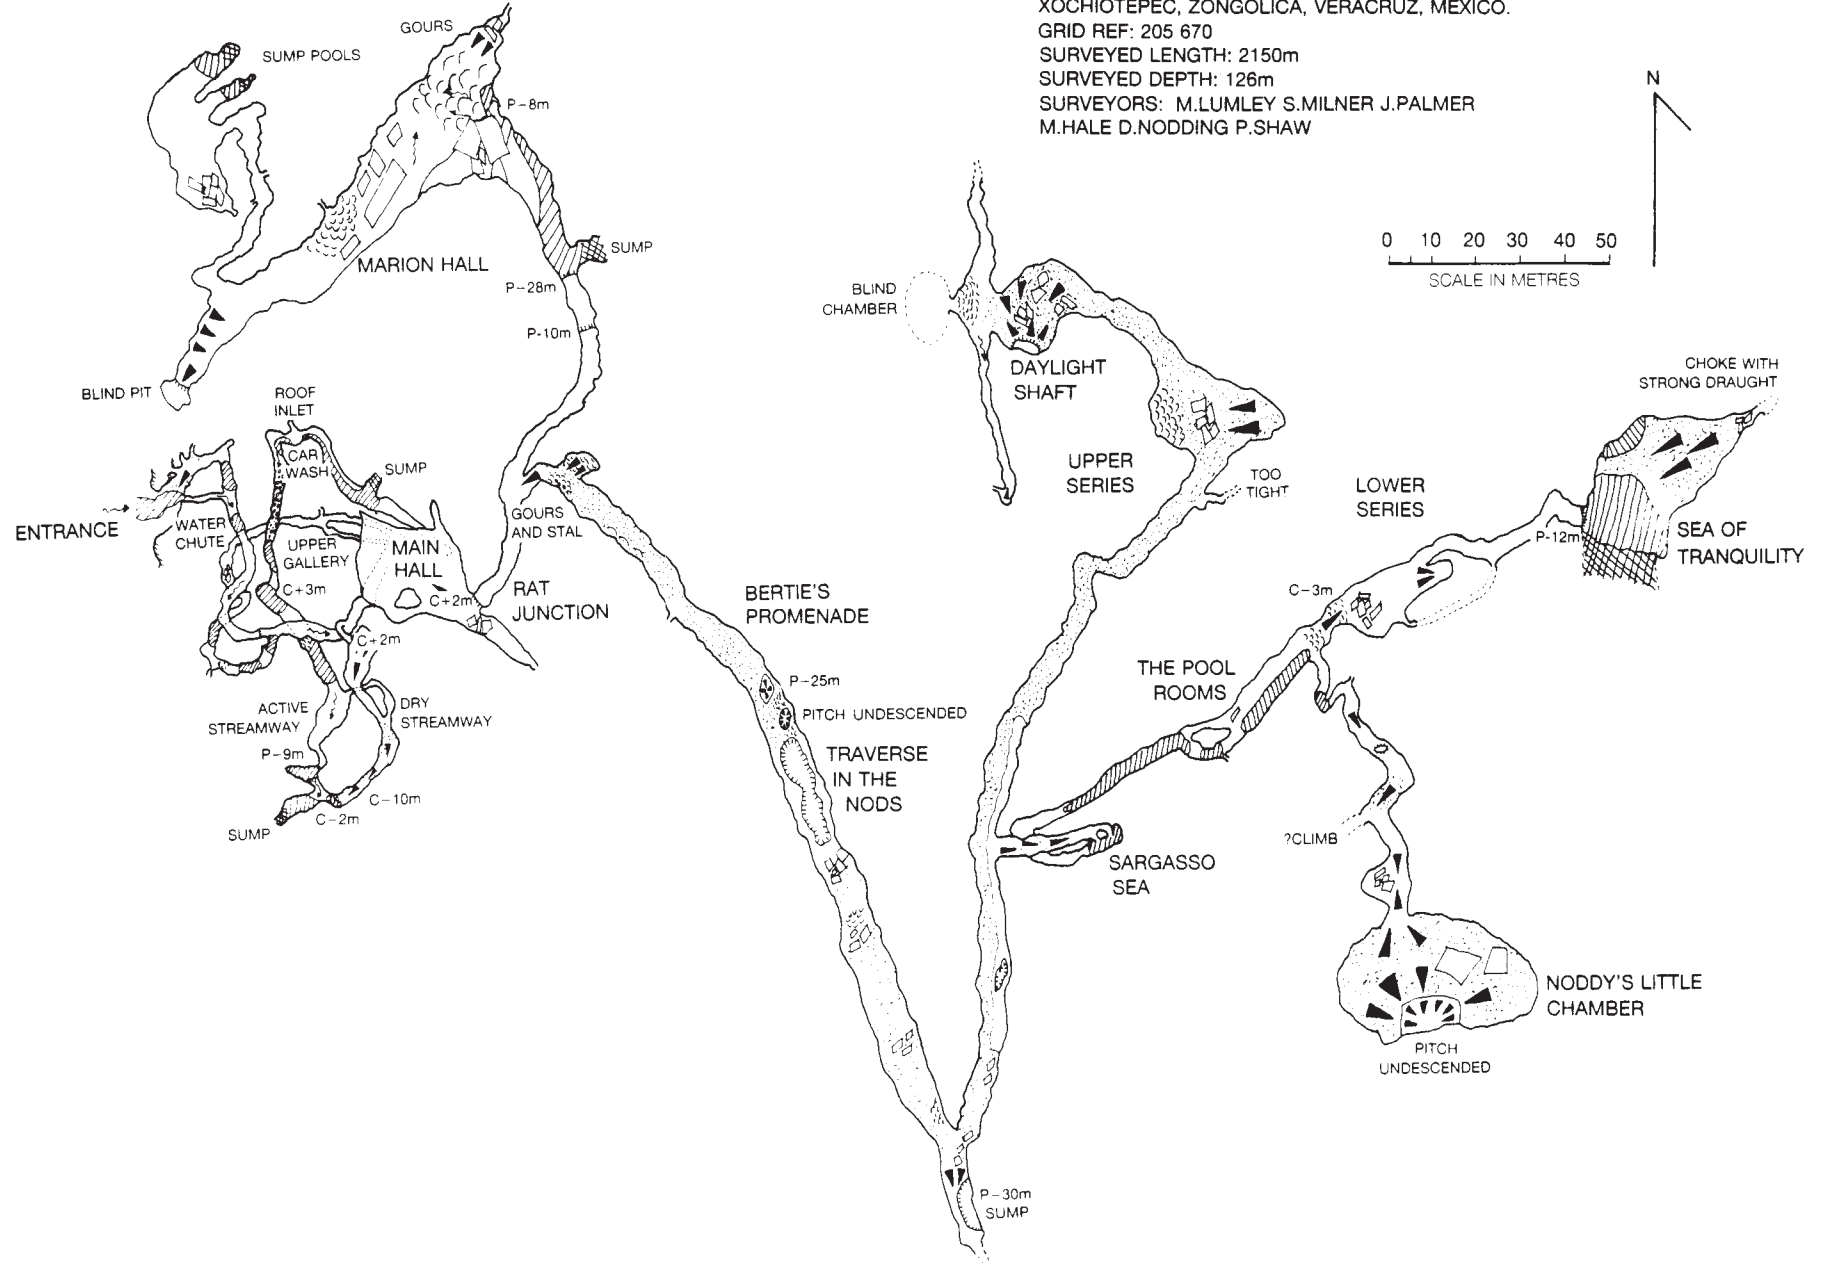 XOCHIOTEPEC, ZONGOLICA, VERACRUZ, MEXICO.
GRID REF: 205 670
SURVEYED LENGTH: 2150m
SURVEYED DEPTH: 126m
SURVEYORS: M.LUMLEY S.MILNER J.PALMER
M.HALE D.NODDING P.SHAW
N
0 10 20 30 40 50
SCALE IN METRES
GOURS
SUMP POOLS
P–8m
SUMP
MARION HALL
P-28m
P-10m
BLIND PIT
ROOF
INLET
CAR
WASH
SUMP
ENTRANCE
WATER
CHUTE
UPPER
GALLERY
MAIN
HALL
GOURS
AND STAL
C+3m
C+2m
RAT
JUNCTION
C+2m
ACTIVE
STREAMWAY
DRY
STREAMWAY
P–9m
C–10m
C–2m
SUMP
BERTIE'S
PROMENADE
P–25m
PITCH UNDESCENDED
TRAVERSE
IN THE
NODS
P–30m
SUMP
BLIND
CHAMBER
DAYLIGHT
SHAFT
UPPER
SERIES
TOO
TIGHT
LOWER
SERIES
CHOKE WITH
STRONG DRAUGHT
P-12m
SEA OF
TRANQUILITY
C–3m
THE POOL
ROOMS
SARGASSO
SEA
?CLIMB
NODDY'S LITTLE
CHAMBER
PITCH
UNDESCENDED